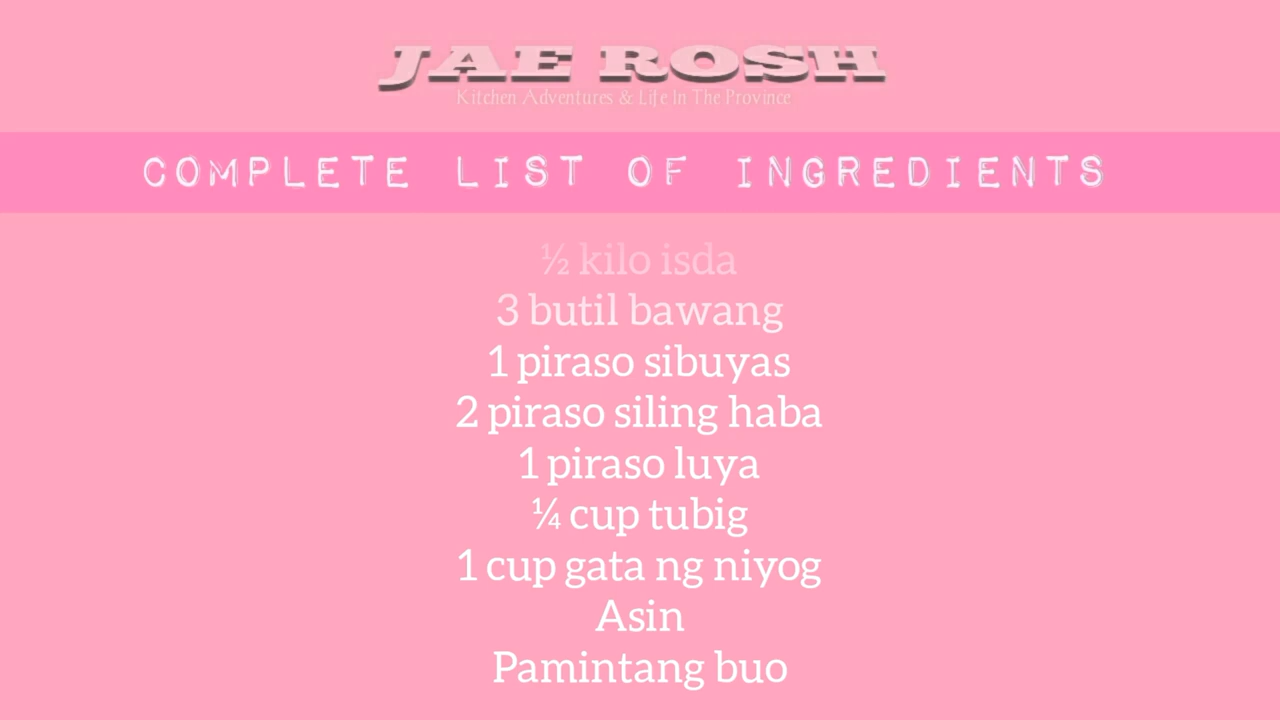 JAE ROSH
Kitchen Adventures & Life In The Province
COMPLETE LIST OF INGREDIENTS
½ kilo isda
3 butil bawang
1 piraso sibuyas
2 piraso siling haba
1 piraso luya
¼ cup tubig
1 cup gata ng niyog
Asin
Pamintang buo